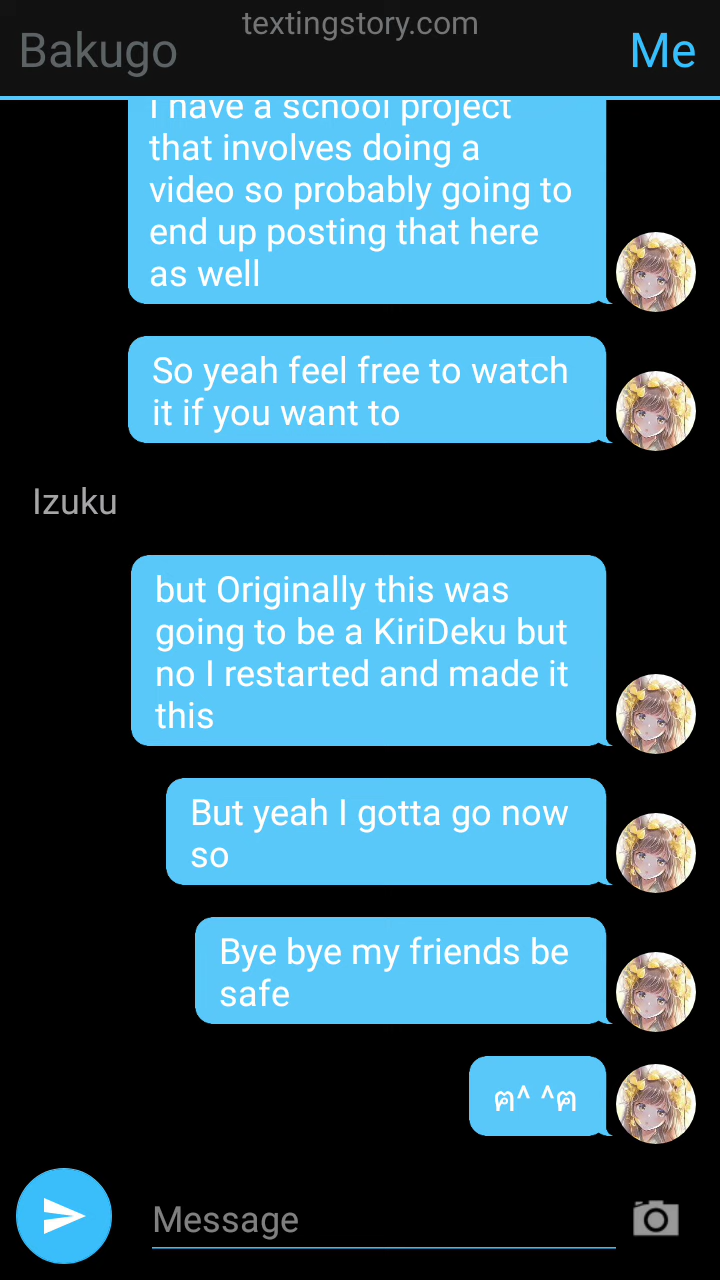 textingstory.com
Bakugo
Me
I have a school project
that involves doing a
video so probably going to
end up posting that here
as well
So yeah feel free to watch
it if you want to
Izuku
but Originally this was
going to be a KiriDeku but
no I restarted and made it
this
But yeah I gotta go now
so
Bye bye my friends be
safe
ฅ^ ^ฅ
Message